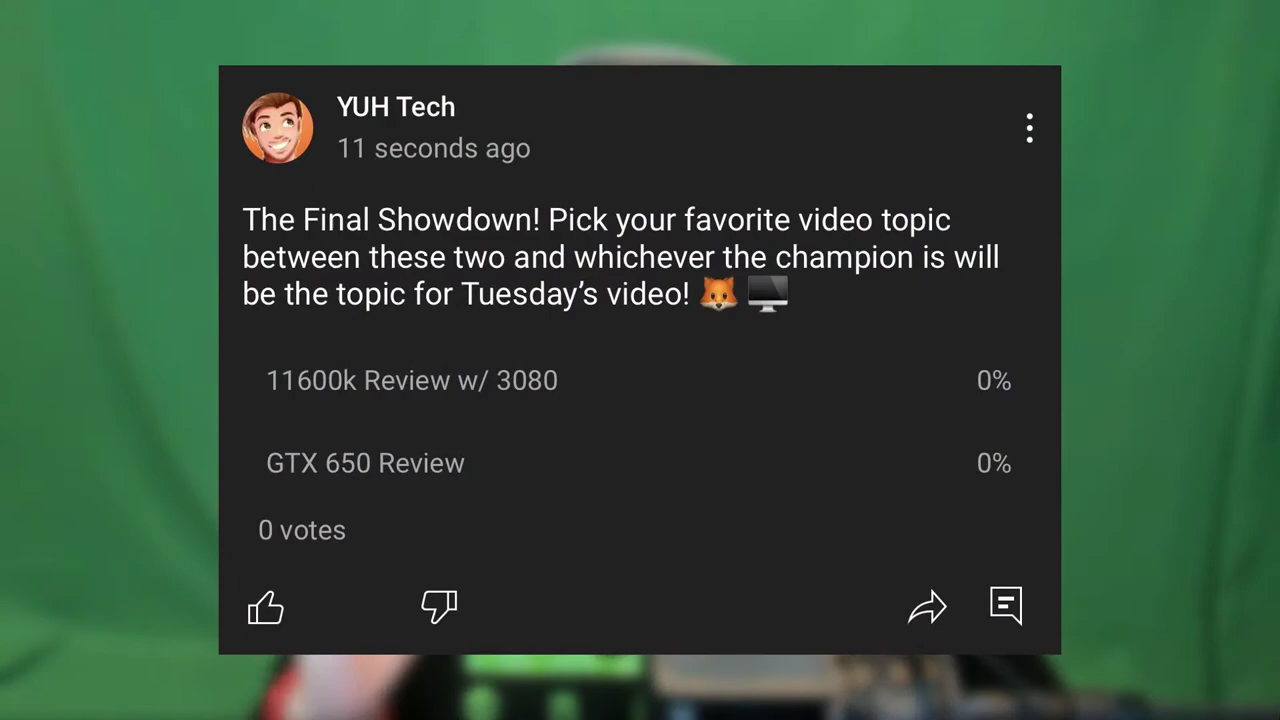 YUH Tech
11 seconds ago
The Final Showdown! Pick your favorite video topic
between these two and whichever the champion is will
be the topic for Tuesday’s video! 🦊 🖥️
11600k Review w/ 3080 0%
GTX 650 Review 0%
0 votes